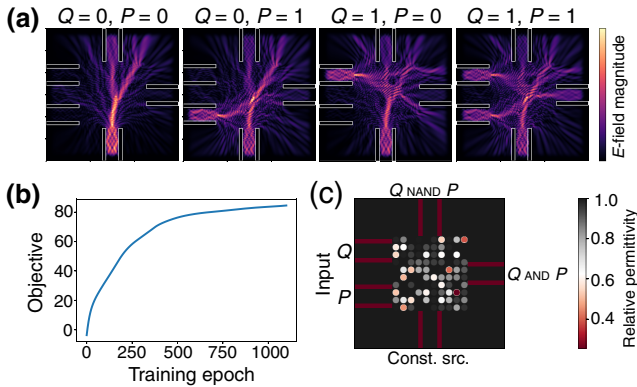 Q = 0, P = 0
Q = 0, P = 1
Q = 1, P = 0
Q = 1, P = 1
(a)
E-field magnitude
(b)
Objective
80
60
40
20
0
0
250
500
750
1000
Training epoch
(c)
Q NAND P
Input
Q
P
Q AND P
Const. src.
1.0
0.8
0.6
0.4
Relative permittivity